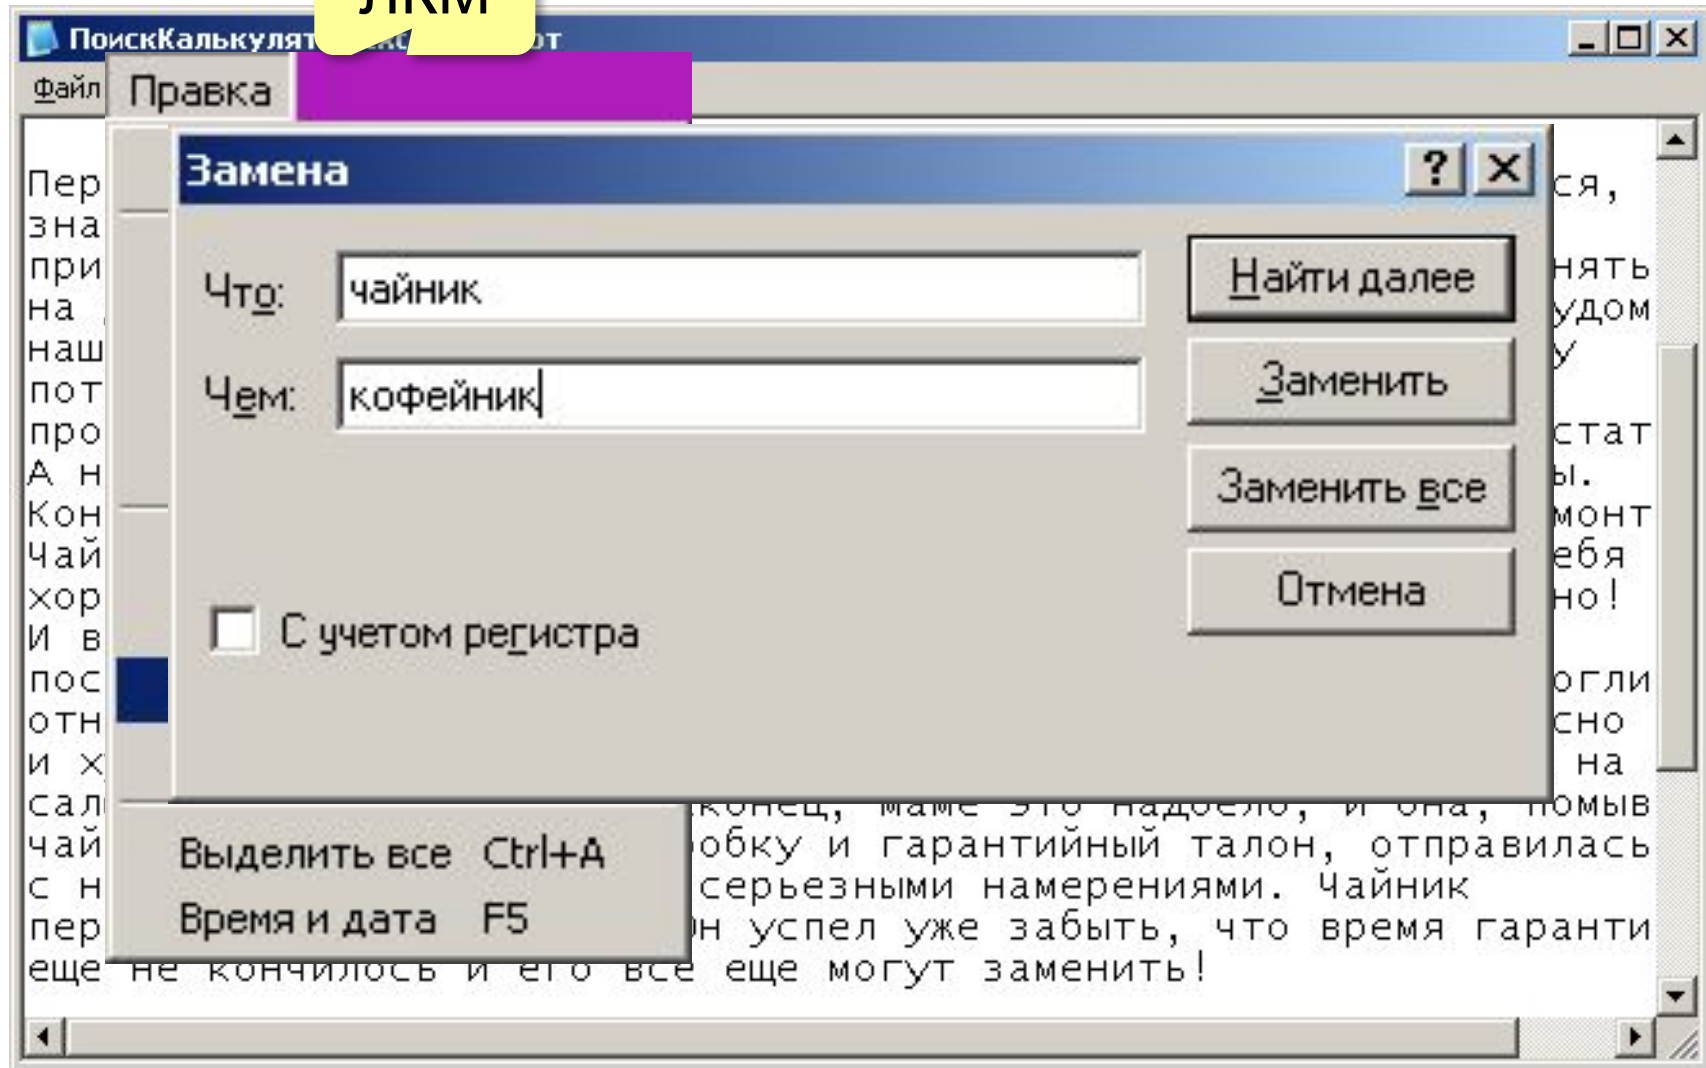 ЛКМ
ПоискКалькулят от
Файл Правка
Замена
Что: чайник Найти далее
Чем: кофейник Заменить
Заменить все
Отмена
С учетом регистра
Пер ся,
зна
при нять
на удом
наш у
пот
про стат
А н ы.
Кон монт
Чай ебя
хор но!
И в
пос огли
отн сно
и х на
сал конец, маме это надоело, и она, помыв
чай обку и гарантийный талон, отправилась
с н серьезными намерениями. Чайник
пер н успел уже забыть, что время гаранти
еще не кончилось и его все еще могут заменить!
Выделить все Ctrl+A
Время и дата F5